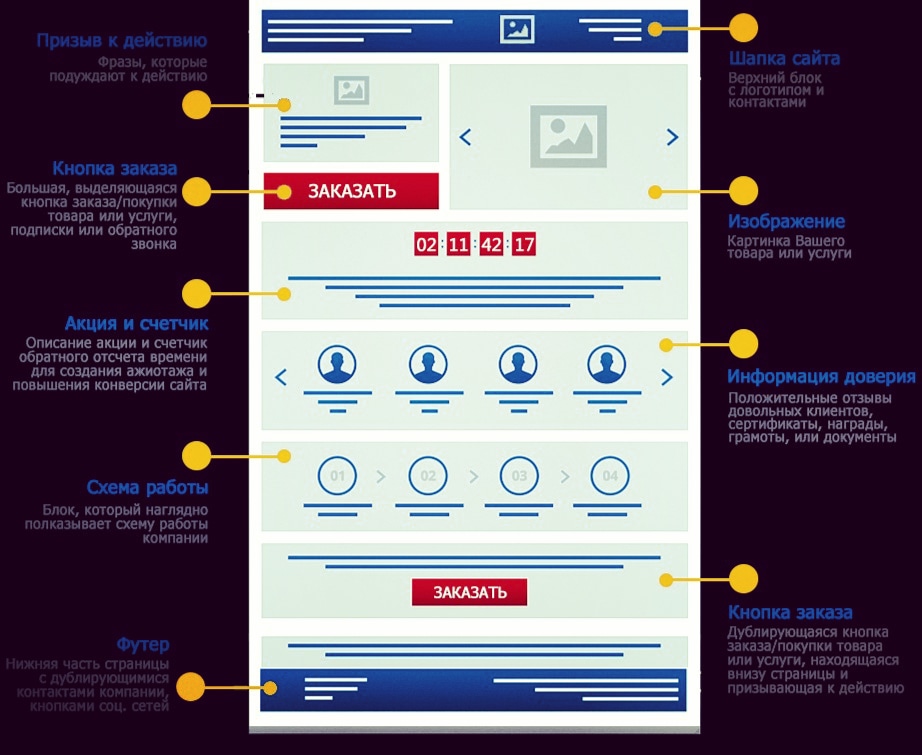 Призыв к действию
Фразы, которые
подуждают к действию
Шапка сайта
Верхний блок
с логотипом и
контактами
Кнопка заказа
Большая, выделяющаяся
кнопка заказа/покупки
товара или услуги,
подписки или обратного
звонка
ЗАКАЗАТЬ
Изображение
Картинка Вашего
товара или услуги
02:11:42:17
Акция и счетчик
Описание акции и счетчик
обратного отсчета времени
для создания ажиотажа и
повышения конверсии сайта
Информация доверия
Положительные отзывы
довольных клиентов,
сертификаты, награды,
грамоты, или документы
Схема работы
Блок, который наглядно
полказывает схему работы
компании
01 > 02 > 03 > 04
ЗАКАЗАТЬ
Кнопка заказа
Дублирующаяся кнопка
заказа/покупки товара
или услуги, находящаяся
внизу страницы и
призывающая к действию
Футер
Нижняя часть страницы
с дублирующимися
контактами компании,
кнопками соц. сетей